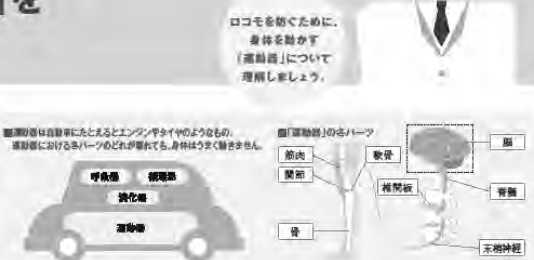 を
ロコモを防ぐために、
身体を動かす
「運動器」について
理解しましょう。
■運動器は自動車にたとえるとエンジンやタイヤのようなもの。
運動器における各パーツのどれが壊れても、身体はうまく動きません。
呼吸器 循環器
消化器
運動器
■「運動器」の各パーツ
筋肉
関節
骨
軟骨
椎間板
脳
脊髄
末梢神経